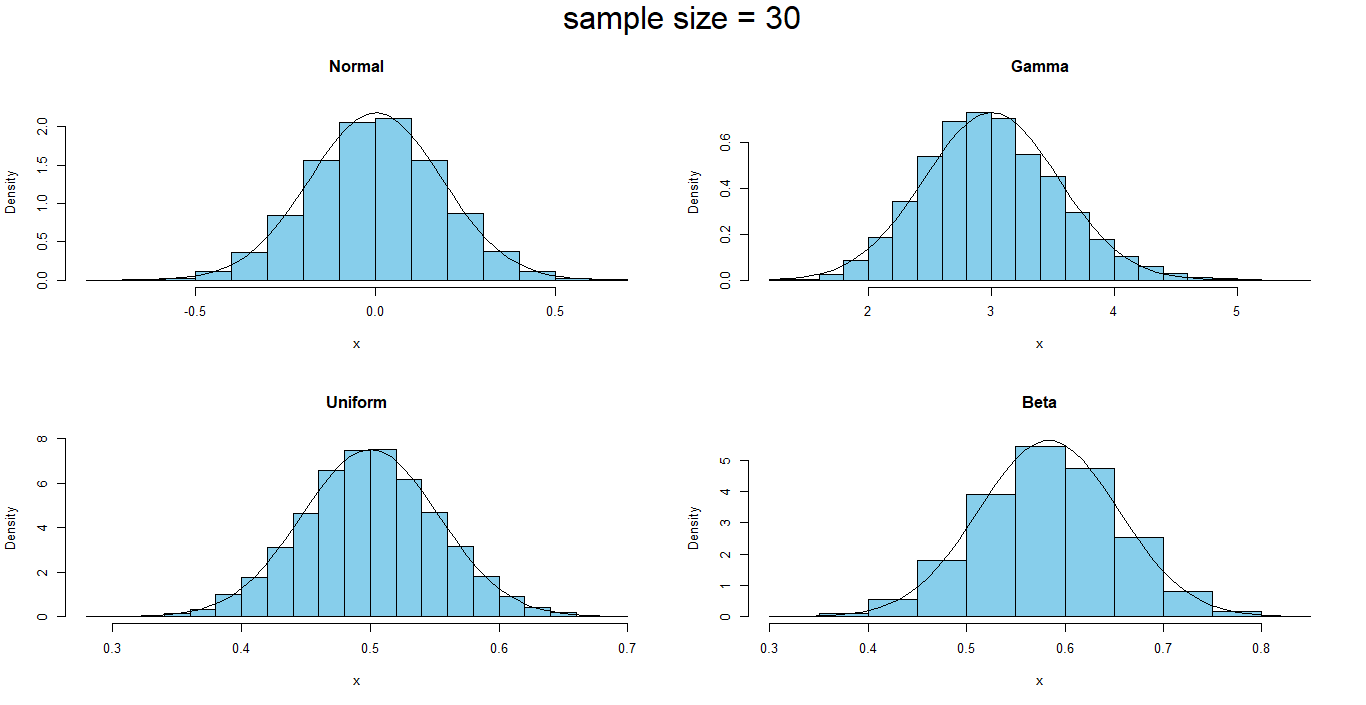 sample size = 30
Normal
Density
0.0 0.5 1.0 1.5 2.0
-0.5 0.0 0.5
x
Gamma
Density
0.0 0.2 0.4 0.6
2 3 4 5
x
Uniform
Density
0 2 4 6 8
0.3 0.4 0.5 0.6 0.7
x
Beta
Density
0 1 2 3 4 5
0.3 0.4 0.5 0.6 0.7 0.8
x